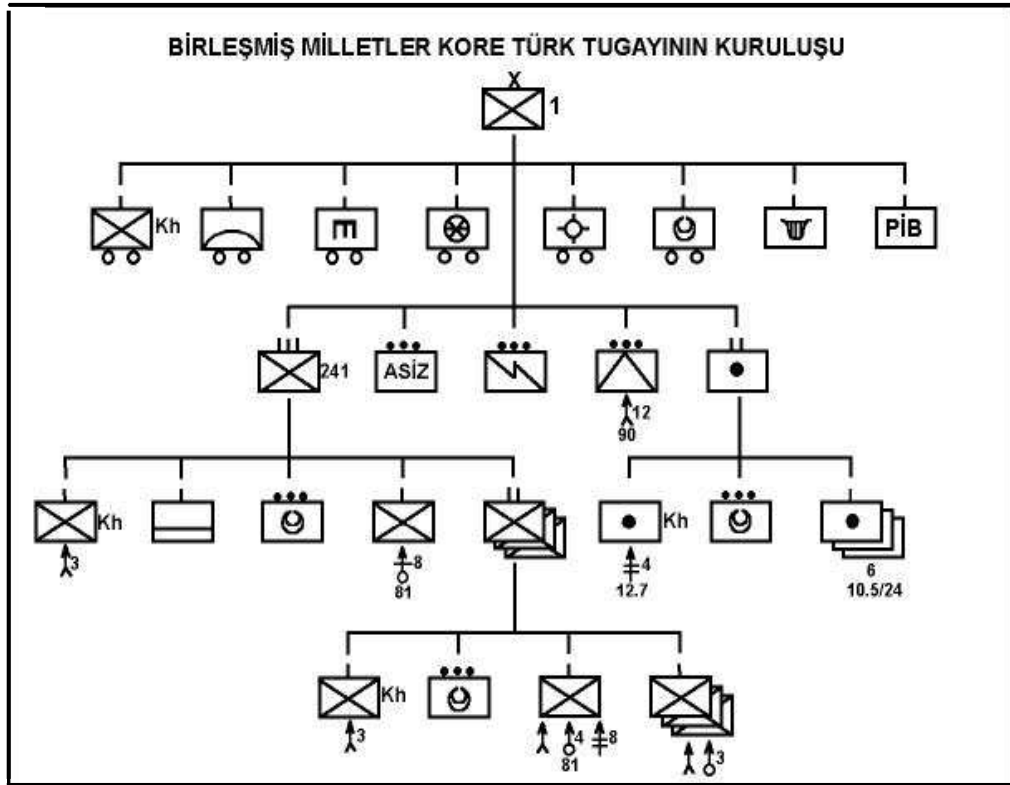 BİRLEŞMİŞ MİLLETLER KORE TÜRK TUGAYININ KURULUŞU
X
1
Kh
PİB
241
ASİZ
12
90
Kh
3
8
81
Kh
4
12.7
6
10.5/24
Kh
3
4
8
81
3